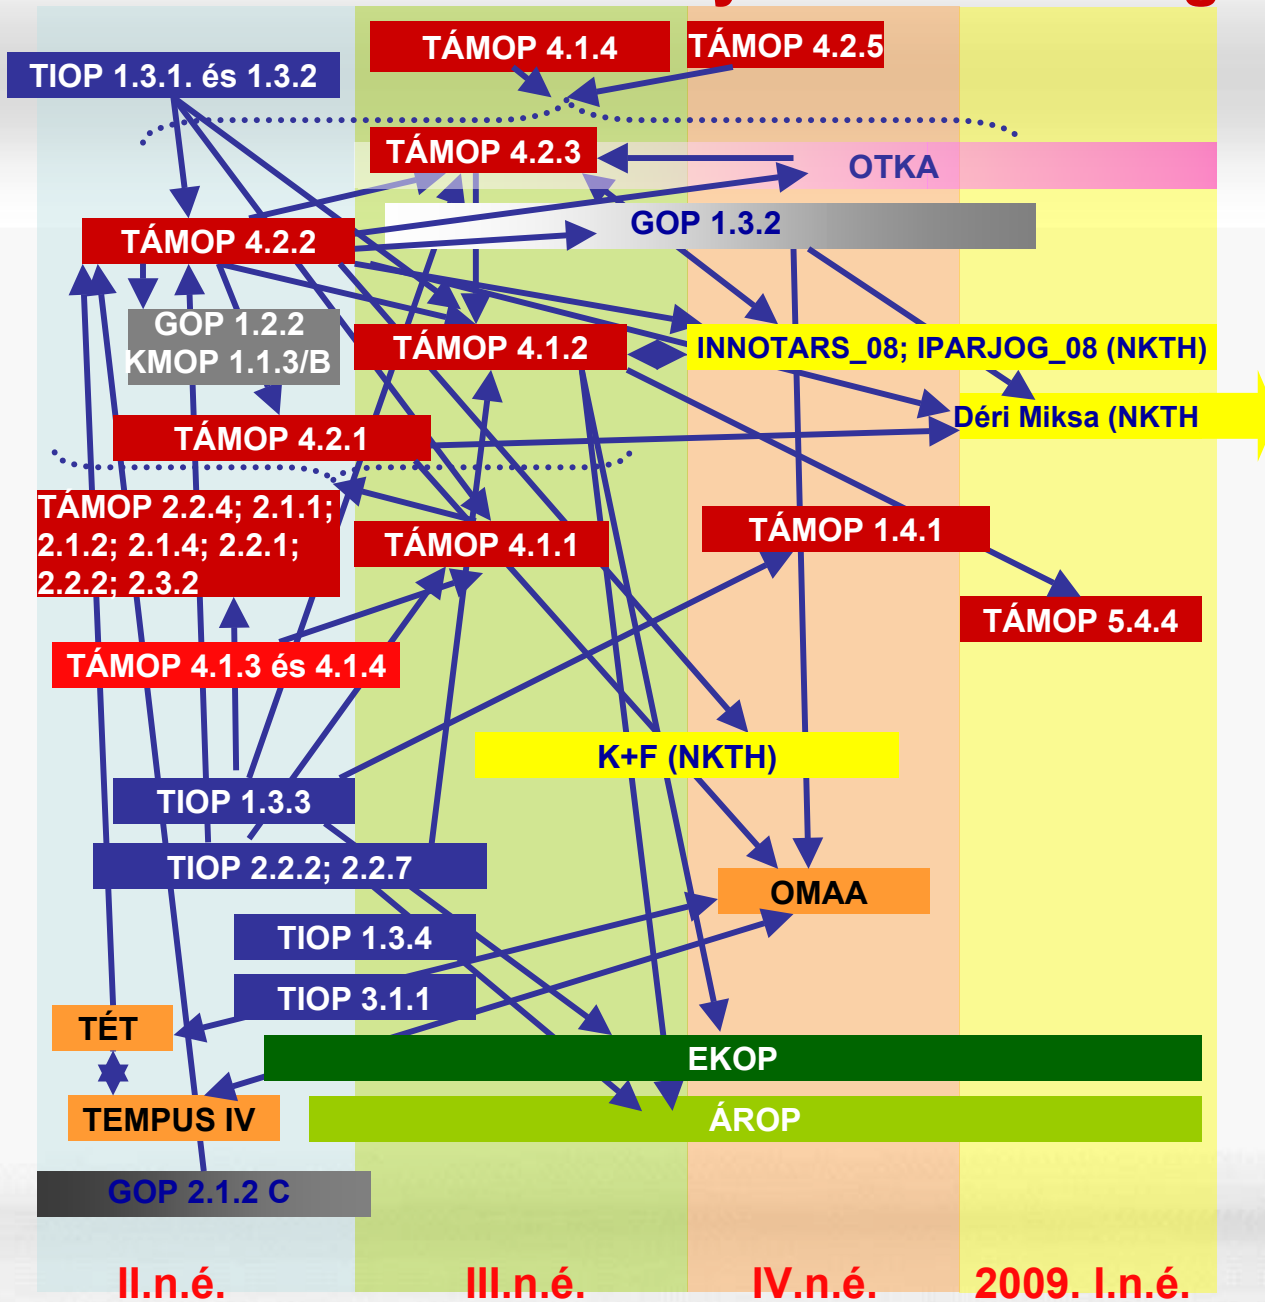 TÁMOP 4.1.4
TÁMOP 4.2.5
TIOP 1.3.1. és 1.3.2
TÁMOP 4.2.3
OTKA
GOP 1.3.2
TÁMOP 4.2.2
GOP 1.2.2
KMOP 1.1.3/B
TÁMOP 4.1.2
INNOTARS_08; IPARJOG_08 (NKTH)
Déri Miksa (NKTH
TÁMOP 4.2.1
TÁMOP 2.2.4; 2.1.1;
2.1.2; 2.1.4; 2.2.1;
2.2.2; 2.3.2
TÁMOP 4.1.1
TÁMOP 1.4.1
TÁMOP 5.4.4
TÁMOP 4.1.3 és 4.1.4
K+F (NKTH)
TIOP 1.3.3
TIOP 2.2.2; 2.2.7
OMAA
TIOP 1.3.4
TIOP 3.1.1
TÉT
EKOP
TEMPUS IV
ÁROP
GOP 2.1.2 C
II.n.é.
III.n.é.
IV.n.é.
2009. I.n.é.